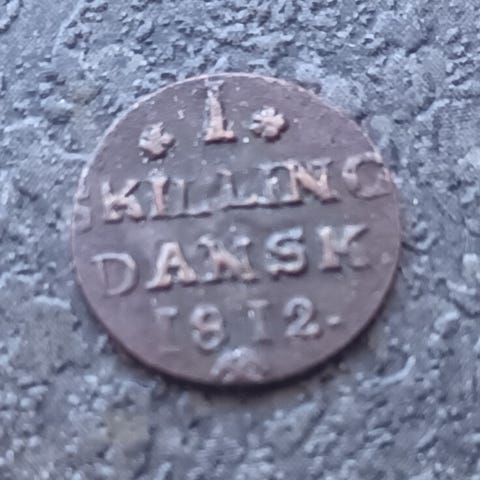 1
SKILLING
DANSK.
1812.